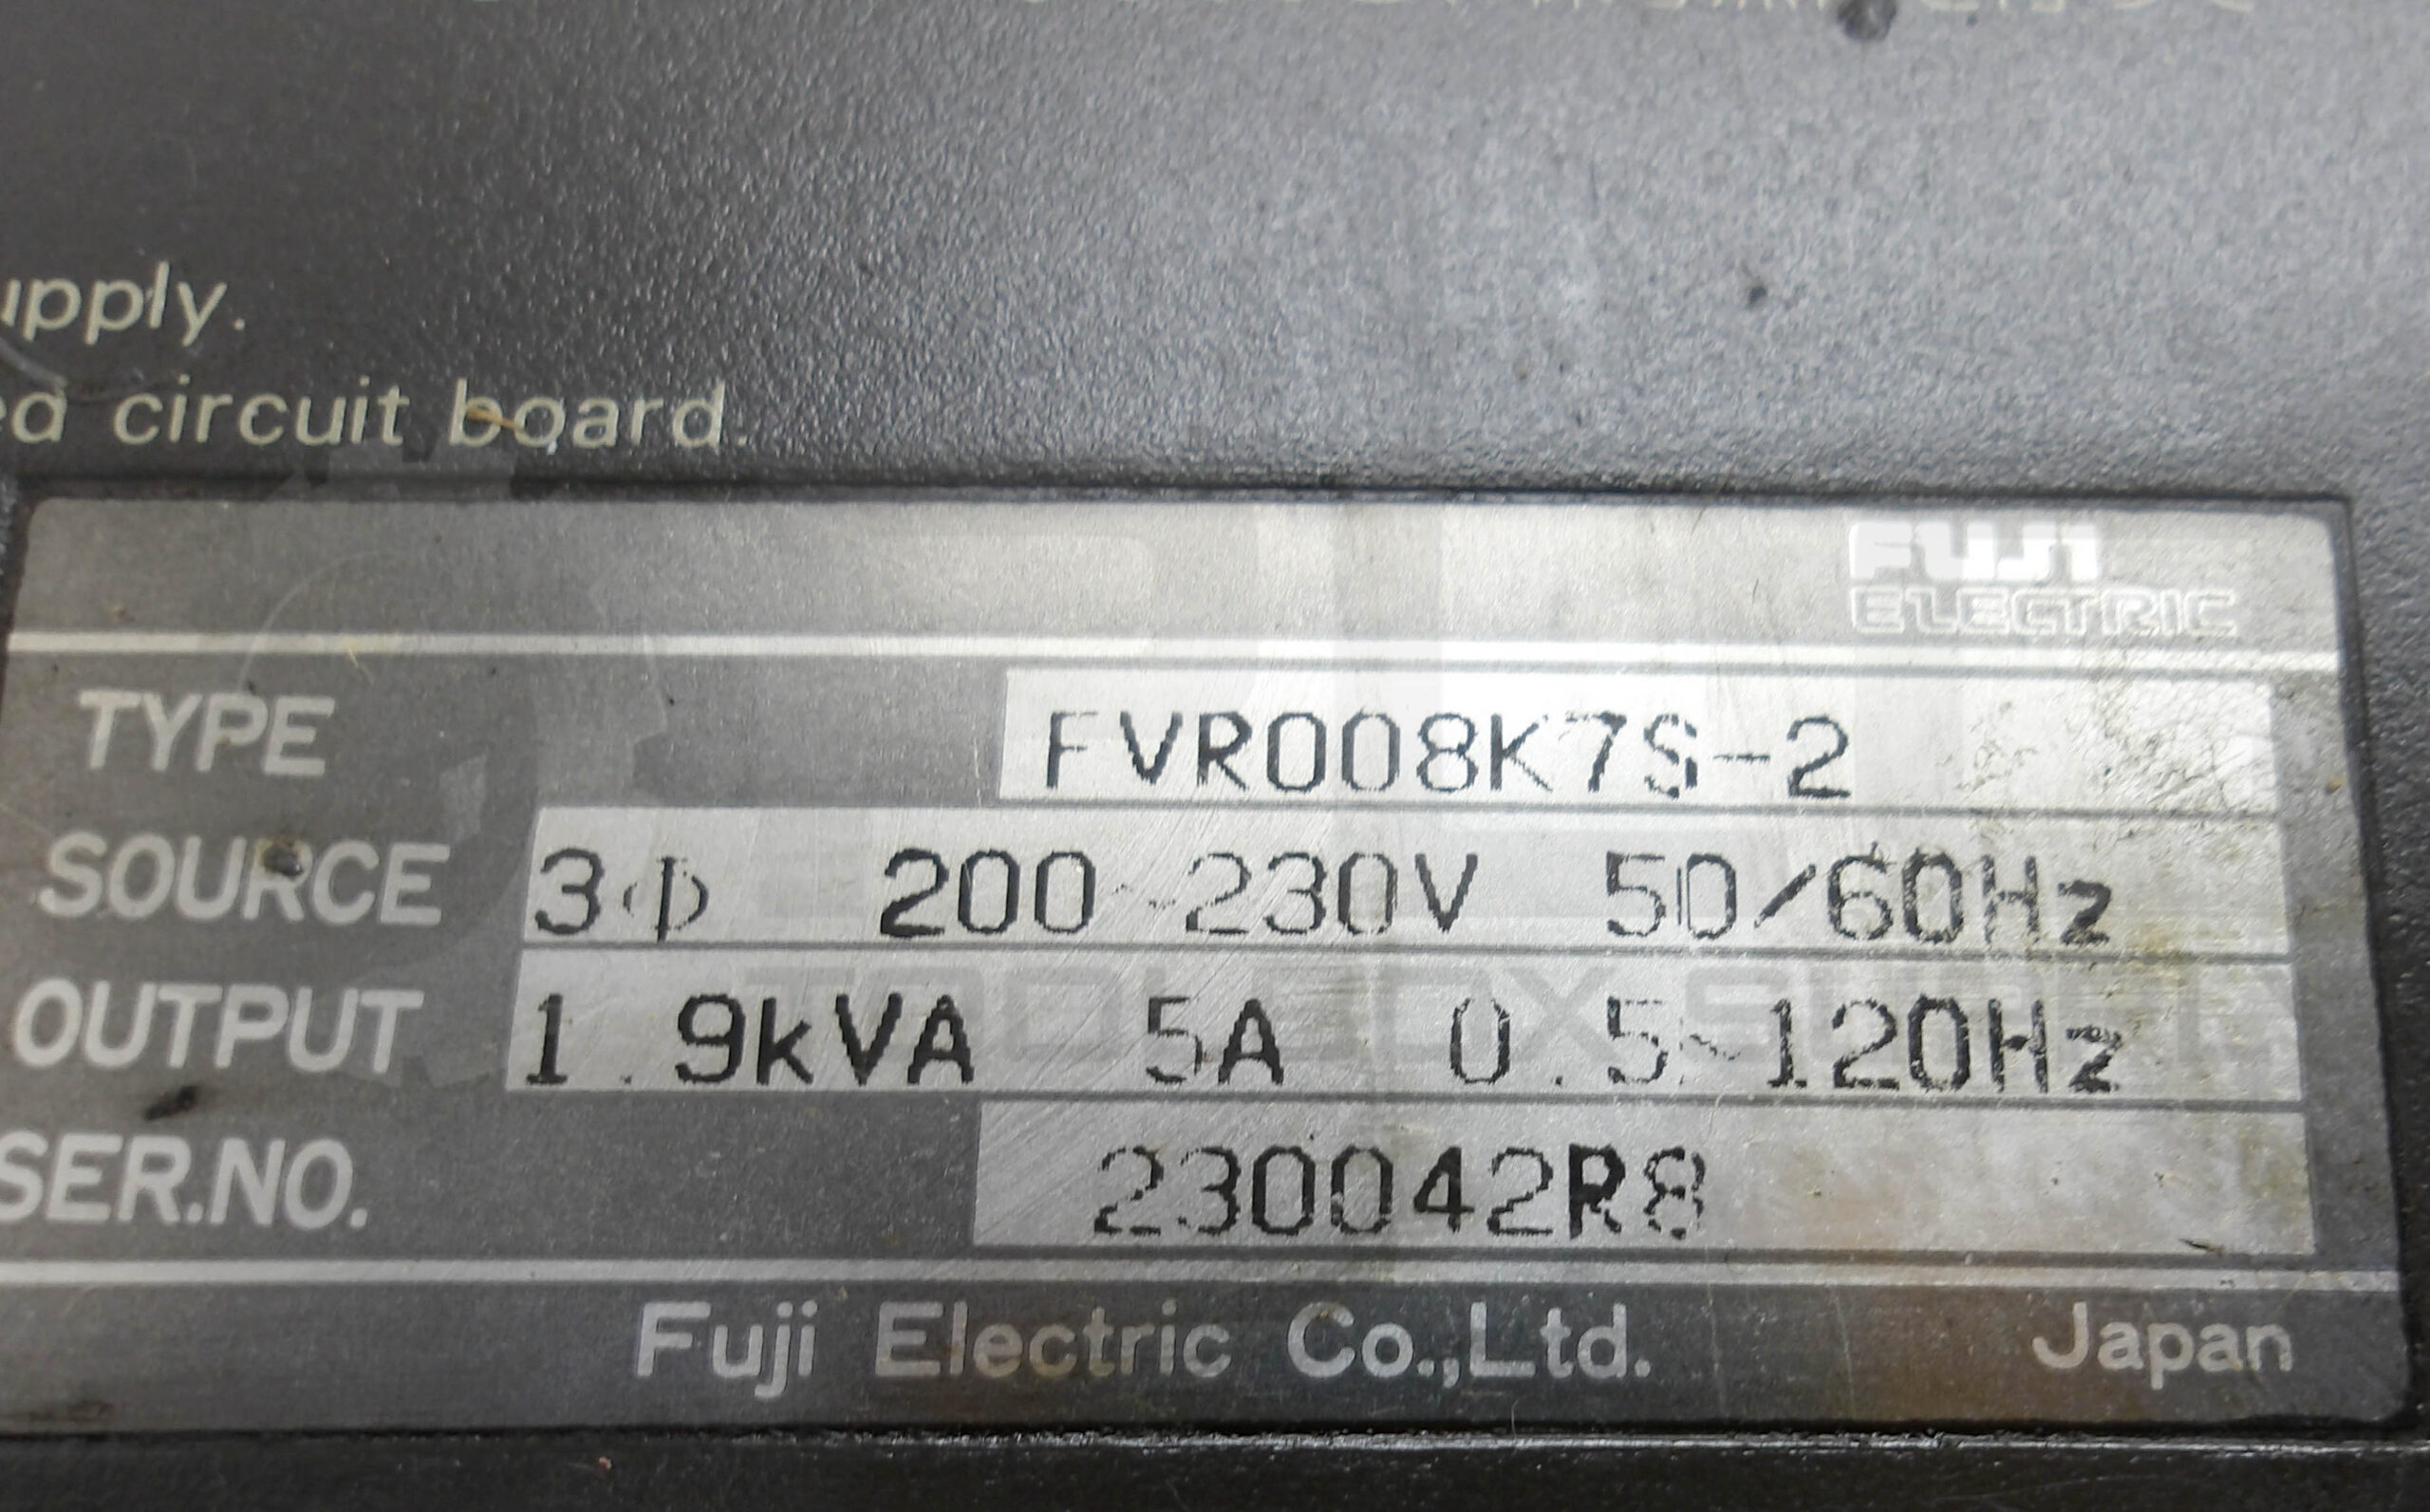 upply.
ed circuit board.
FUJI
ELECTRIC
TYPE FVR008K7S-2
SOURCE 3Φ 200~230V 50/60Hz
OUTPUT 1.9kVA 5A 0.5~120Hz
SER.NO. 230042R8
Fuji Electric Co.,Ltd. Japan